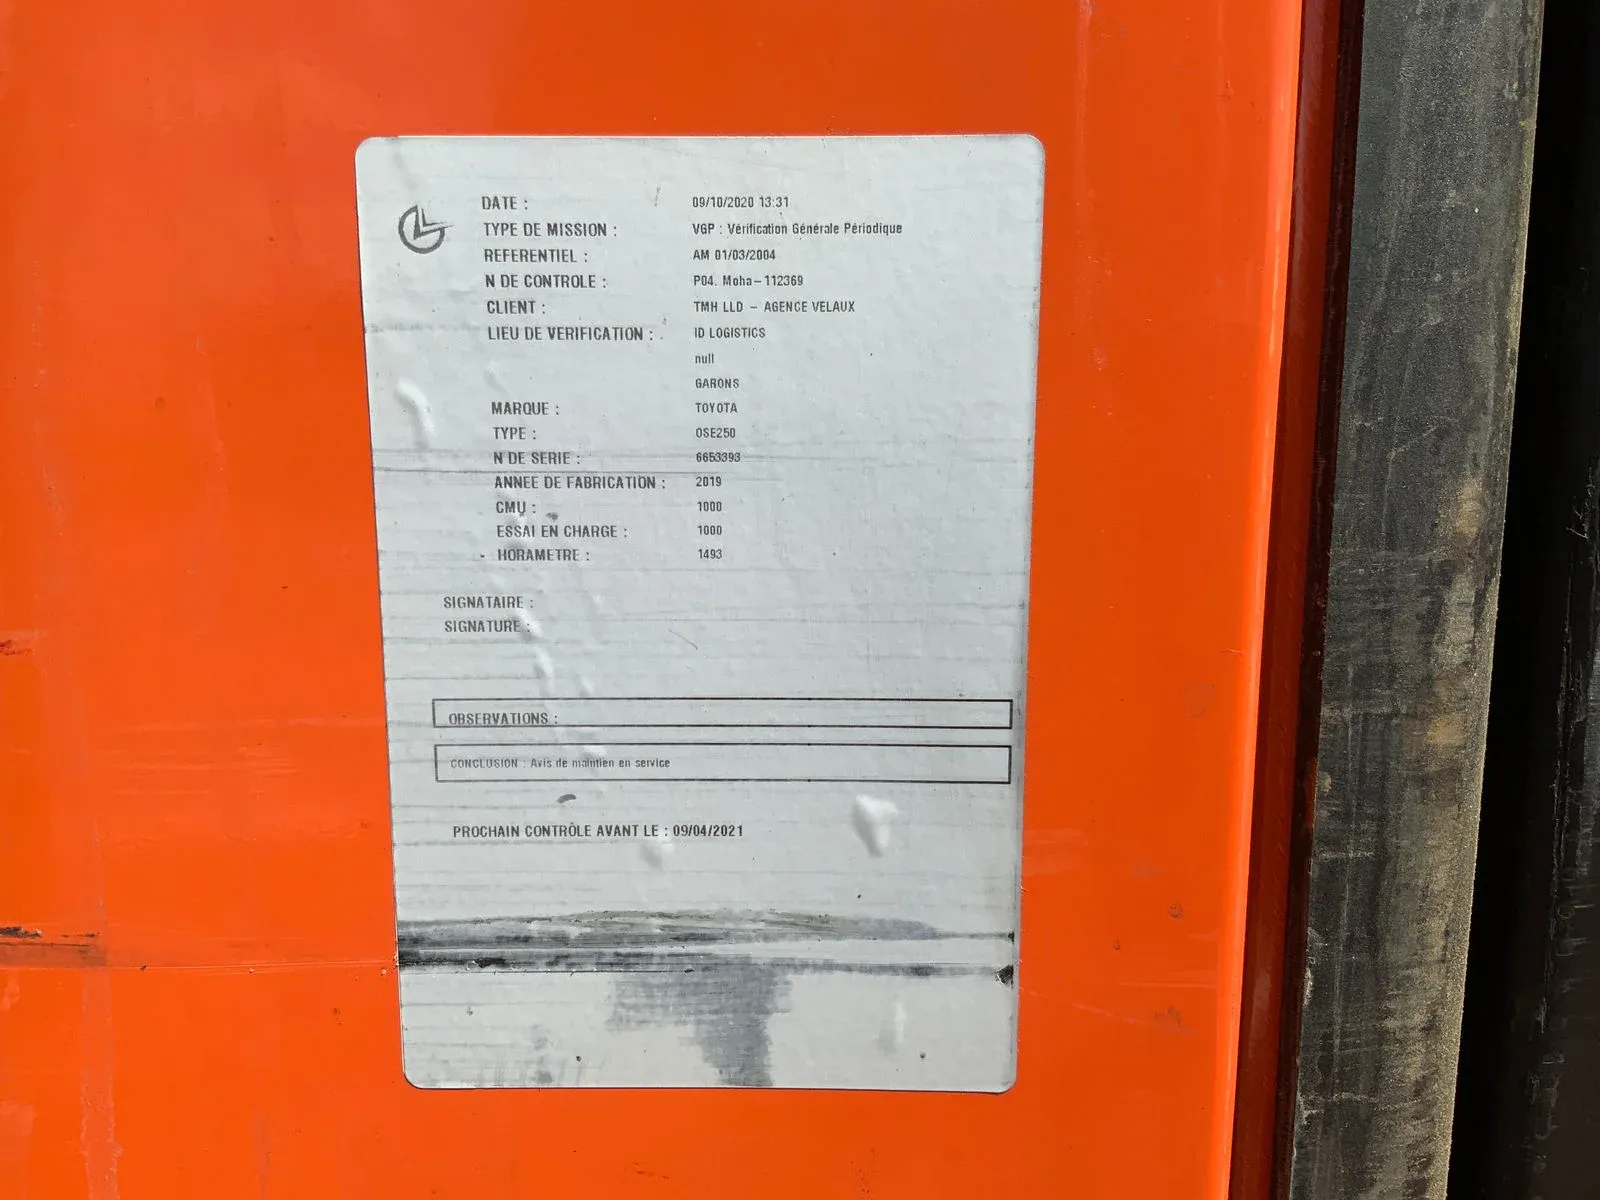 DATE : 09/10/2020 13:31
TYPE DE MISSION : VGP : Vérification Générale Périodique
REFERENTIEL : AM 01/03/2004
N DE CONTROLE : P04. Moha-112369
CLIENT : TMH LLD - AGENCE VELAUX
LIEU DE VERIFICATION : ID LOGISTICS
null
GARONS
MARQUE : TOYOTA
TYPE : OSE250
N DE SERIE : 6653393
ANNEE DE FABRICATION : 2019
CMU : 1000
ESSAI EN CHARGE : 1000
HORAMETRE : 1493
SIGNATAIRE :
SIGNATURE :
OBSERVATIONS :
CONCLUSION : Avis de maintien en service
PROCHAIN CONTRÔLE AVANT LE : 09/04/2021